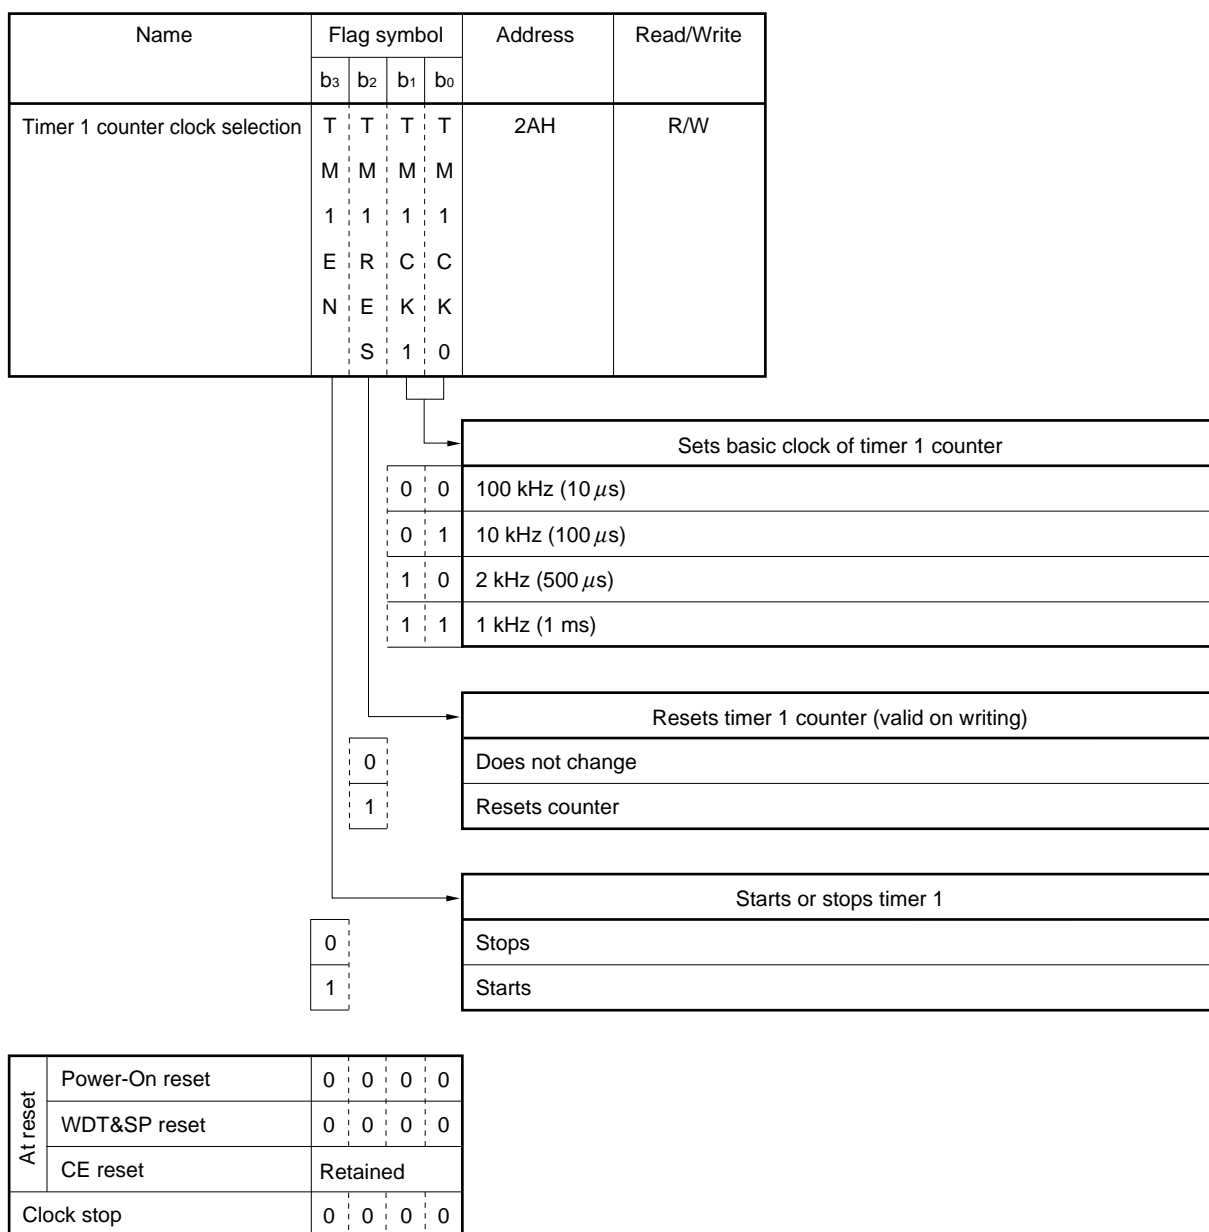 Name Flag symbol Address Read/Write
b3 b2 b1 b0
Timer 1 counter clock selection T T T T 2AH R/W
M M M M
1 1 1 1
E R C C
N E K K
S 1 0
Sets basic clock of timer 1 counter
0 0 100 kHz (10 μs)
0 1 10 kHz (100 μs)
1 0 2 kHz (500 μs)
1 1 1 kHz (1 ms)
Resets timer 1 counter (valid on writing)
0 Does not change
1 Resets counter
Starts or stops timer 1
0 Stops
1 Starts
At reset
Power-On reset 0 0 0 0
WDT&SP reset 0 0 0 0
CE reset Retained
Clock stop 0 0 0 0